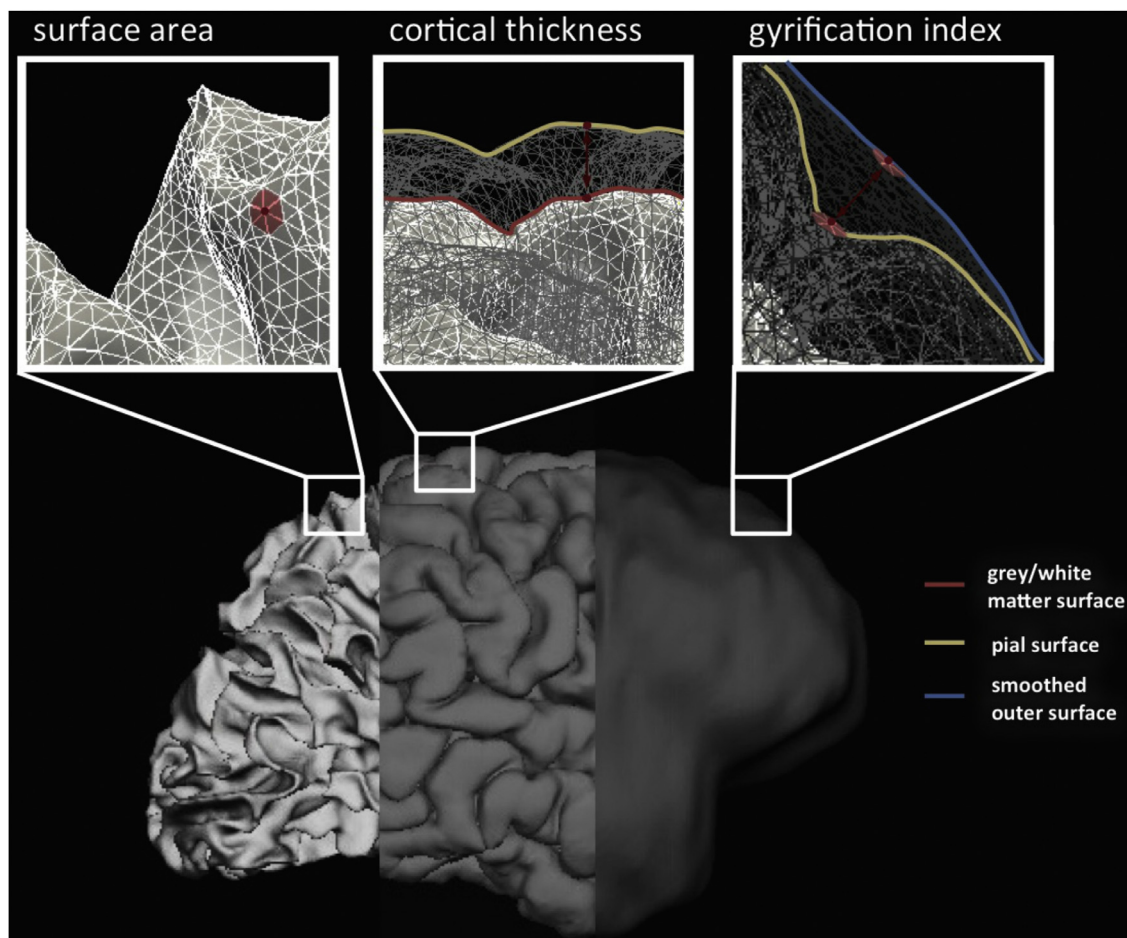 surface area
cortical thickness
gyrification index
grey/white
matter surface
pial surface
smoothed
outer surface